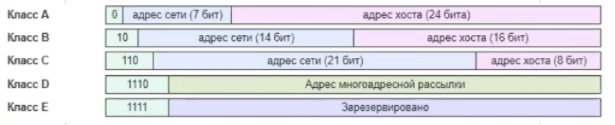 Класс A 0 адрес сети (7 бит) адрес хоста (24 бита)
Класс B 10 адрес сети (14 бит) адрес хоста (16 бит)
Класс C 110 адрес сети (21 бит) адрес хоста (8 бит)
Класс D 1110 Адрес многоадресной рассылки
Класс E 1111 Зарезервировано